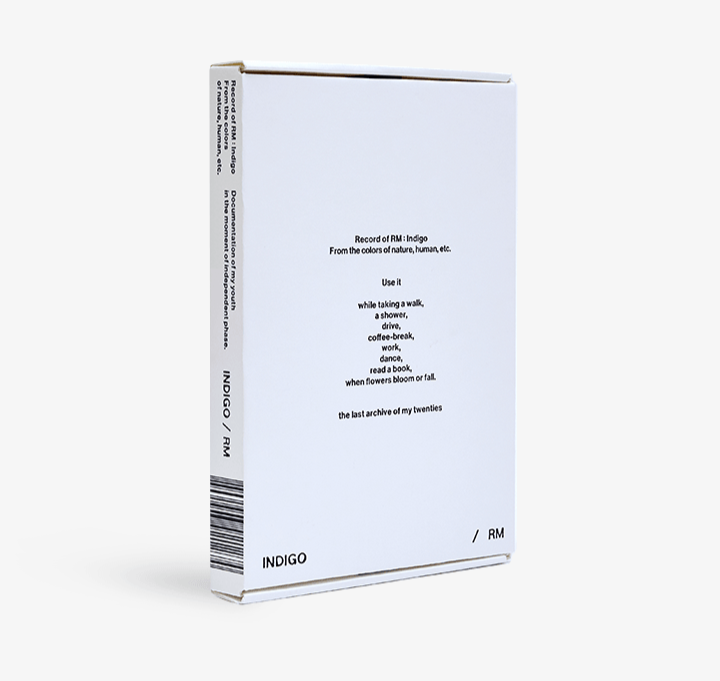 Record of RM : Indigo
From the colors
of nature, human, etc.
Documentation of my youth
in the moment of independent phase.
INDIGO / RM
Record of RM : Indigo
From the colors of nature, human, etc.
Use it
while taking a walk,
a shower,
drive,
coffee-break,
work,
dance,
read a book,
when flowers bloom or fall.
the last archive of my twenties
INDIGO / RM